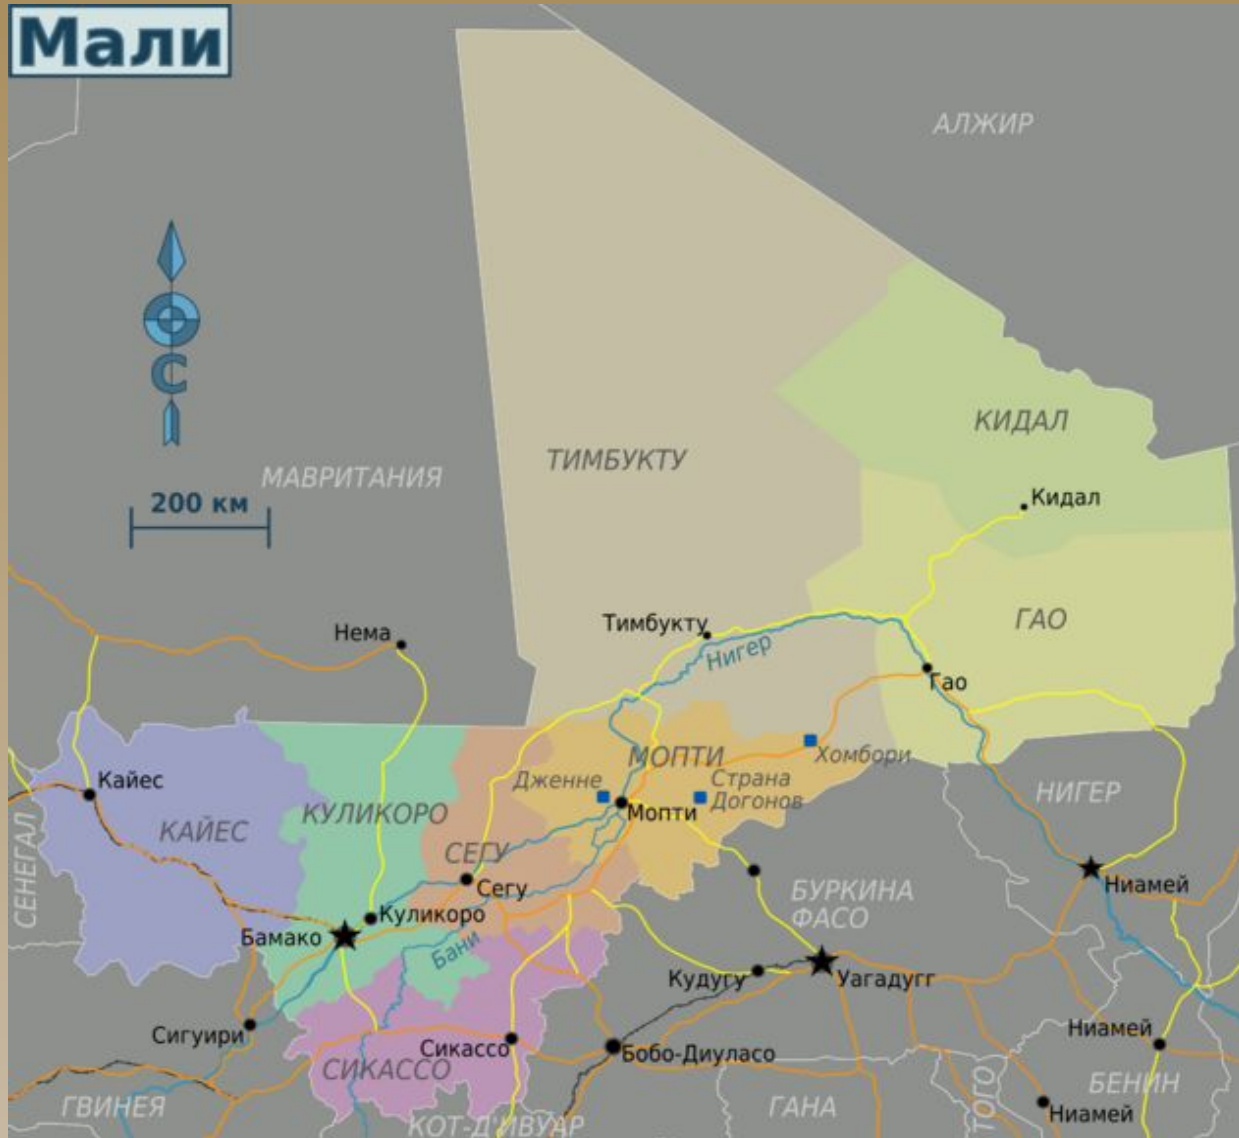 Мали
АЛЖИР
С
КИДАЛ
ТИМБУКТУ
МАВРИТАНИЯ
200 км
Кидал
ГАО
Тимбукту
Нема
Нигер
Гао
МОПТИ
Хомбори
Дженне
Страна
Догонов
Кайес
НИГЕР
КУЛИКОРО
Мопти
КАЙЕС
СЕГУ
СЕНЕГАЛ
Сегу
Ниамей
БУРКИНА
ФАСО
Куликоро
Бамако
Бани
Кудугу
Уагадугг
Сигуири
Ниамей
Сикассо
Бобо-Диуласо
СИКАССО
БЕНИН
ТОГО
ГВИНЕЯ
ГАНА
Ниамей
КОТ-Д'ИВУАР